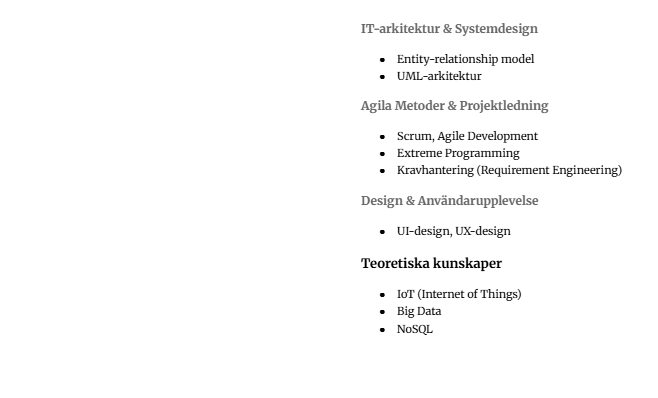 IT-arkitektur & Systemdesign
• Entity-relationship model
• UML-arkitektur
Agila Metoder & Projektledning
• Scrum, Agile Development
• Extreme Programming
• Kravhantering (Requirement Engineering)
Design & Användarupplevelse
• UI-design, UX-design
Teoretiska kunskaper
• IoT (Internet of Things)
• Big Data
• NoSQL